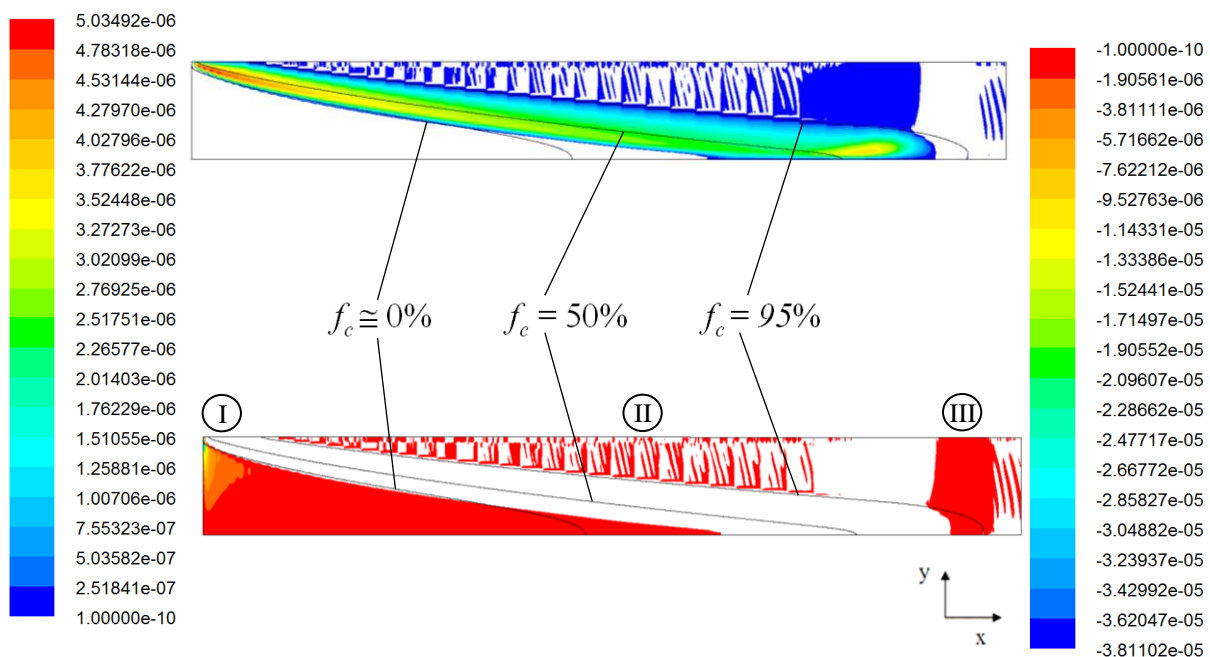 5.03492e-06
4.78318e-06
4.53144e-06
4.27970e-06
4.02796e-06
3.77622e-06
3.52448e-06
3.27273e-06
3.02099e-06
2.76925e-06
2.51751e-06
2.26577e-06
2.01403e-06
1.76229e-06
1.51055e-06
1.25881e-06
1.00706e-06
7.55323e-07
5.03582e-07
2.51841e-07
1.00000e-10
f_c ≅ 0%
f_c = 50%
f_c = 95%
I
II
III
y
x
-1.00000e-10
-1.90561e-06
-3.81111e-06
-5.71662e-06
-7.62212e-06
-9.52763e-06
-1.14331e-05
-1.33386e-05
-1.52441e-05
-1.71497e-05
-1.90552e-05
-2.09607e-05
-2.28662e-05
-2.47717e-05
-2.66772e-05
-2.85827e-05
-3.04882e-05
-3.23937e-05
-3.42992e-05
-3.62047e-05
-3.81102e-05